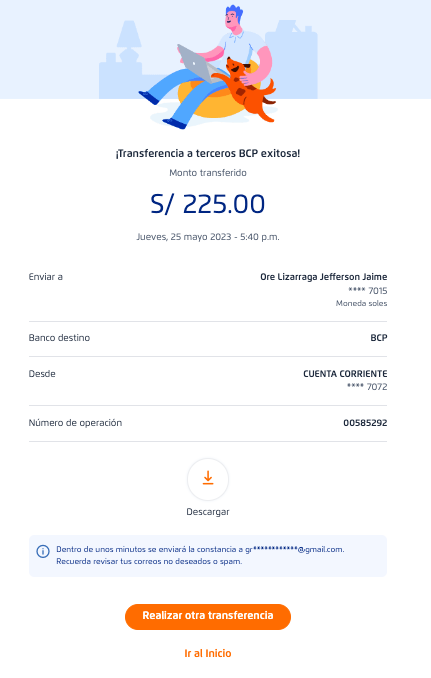 ¡Transferencia a terceros BCP exitosa!
Monto transferido
S/ 225.00
Jueves, 25 mayo 2023 - 5:40 p.m.
Enviar a Ore Lizarraga Jefferson Jaime
**** 7015
Moneda soles
Banco destino BCP
Desde CUENTA CORRIENTE
**** 7072
Número de operación 00585292
Descargar
Dentro de unos minutos se enviará la constancia a gr************@gmail.com.
Recuerda revisar tus correos no deseados o spam.
Realizar otra transferencia
Ir al Inicio